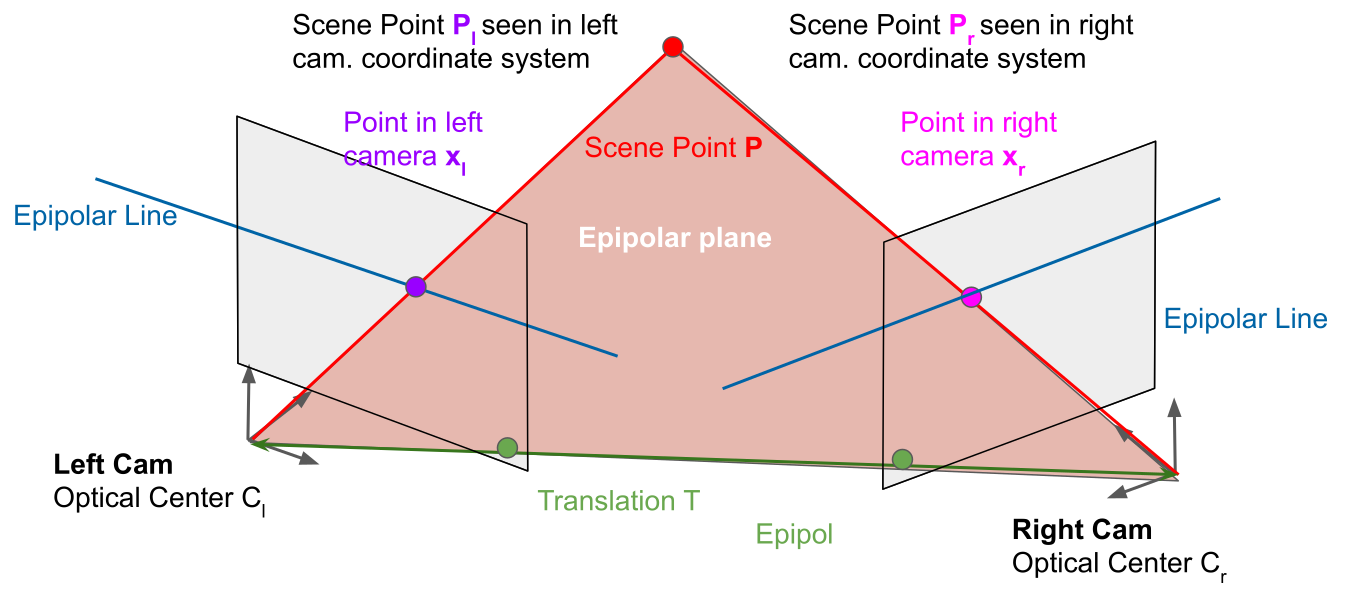 Scene Point Pl seen in left
cam. coordinate system
Scene Point Pr seen in right
cam. coordinate system
Point in left
camera xl
Point in right
camera xr
Scene Point P
Epipolar Line
Epipolar plane
Epipolar Line
Left Cam
Optical Center Cl
Translation T
Epipol
Right Cam
Optical Center Cr